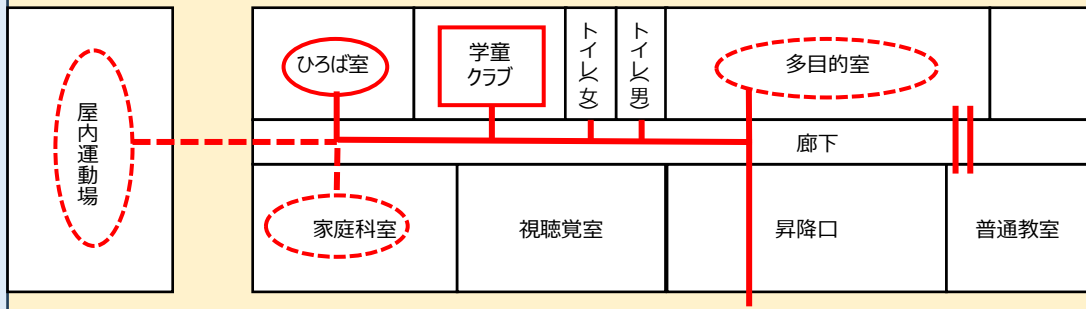 屋内運動場
ひろば室
学童
クラブ
トイレ(女)
トイレ(男)
多目的室
廊下
家庭科室
視聴覚室
昇降口
普通教室